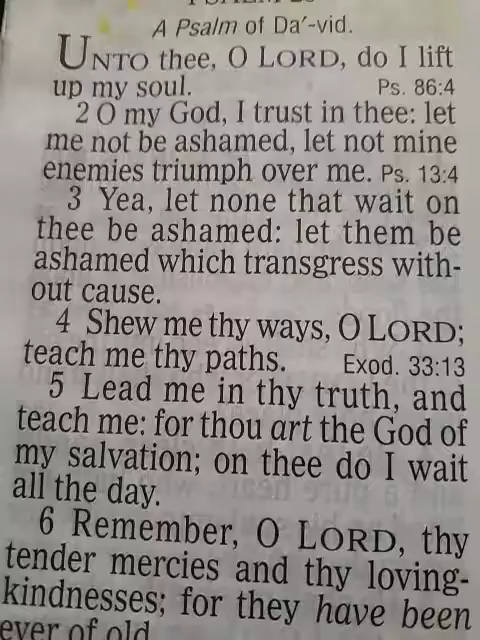 A Psalm of Da′-vid.
UNTO thee, O LORD, do I lift
up my soul. Ps. 86:4
2 O my God, I trust in thee: let
me not be ashamed, let not mine
enemies triumph over me. Ps. 13:4
3 Yea, let none that wait on
thee be ashamed: let them be
ashamed which transgress with-
out cause.
4 Shew me thy ways, O LORD;
teach me thy paths. Exod. 33:13
5 Lead me in thy truth, and
teach me: for thou art the God of
my salvation; on thee do I wait
all the day.
6 Remember, O LORD, thy
tender mercies and thy loving-
kindnesses; for they have been
ever of old.